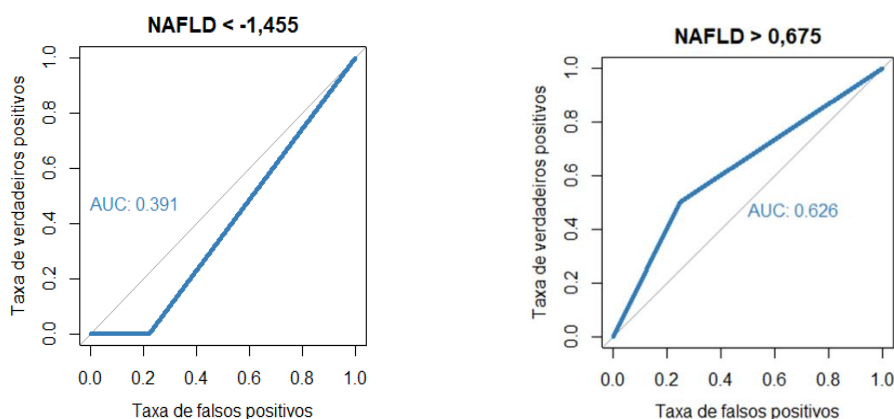 NAFLD < -1,455
Taxa de verdadeiros positivos
1.0
0.8
0.6
0.4
0.2
0.0
AUC: 0.391
0.0 0.2 0.4 0.6 0.8 1.0
Taxa de falsos positivos
NAFLD > 0,675
Taxa de verdadeiros positivos
1.0
0.8
0.6
0.4
0.2
0.0
AUC: 0.626
0.0 0.2 0.4 0.6 0.8 1.0
Taxa de falsos positivos